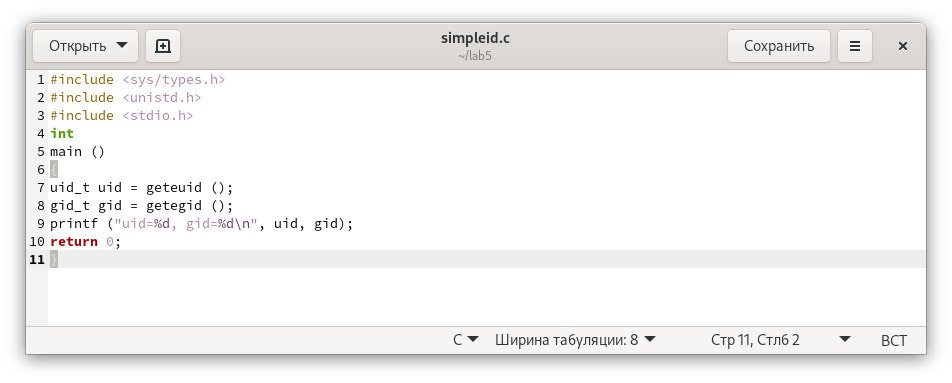 Открыть
simpleid.c
~/lab5
Сохранить
1 #include <sys/types.h>
2 #include <unistd.h>
3 #include <stdio.h>
4 int
5 main ()
6 {
7 uid_t uid = geteuid ();
8 gid_t gid = getegid ();
9 printf ("uid=%d, gid=%d\n", uid, gid);
10 return 0;
11 }
C Ширина табуляции: 8 Стр 11, Стлб 2 ВСТ